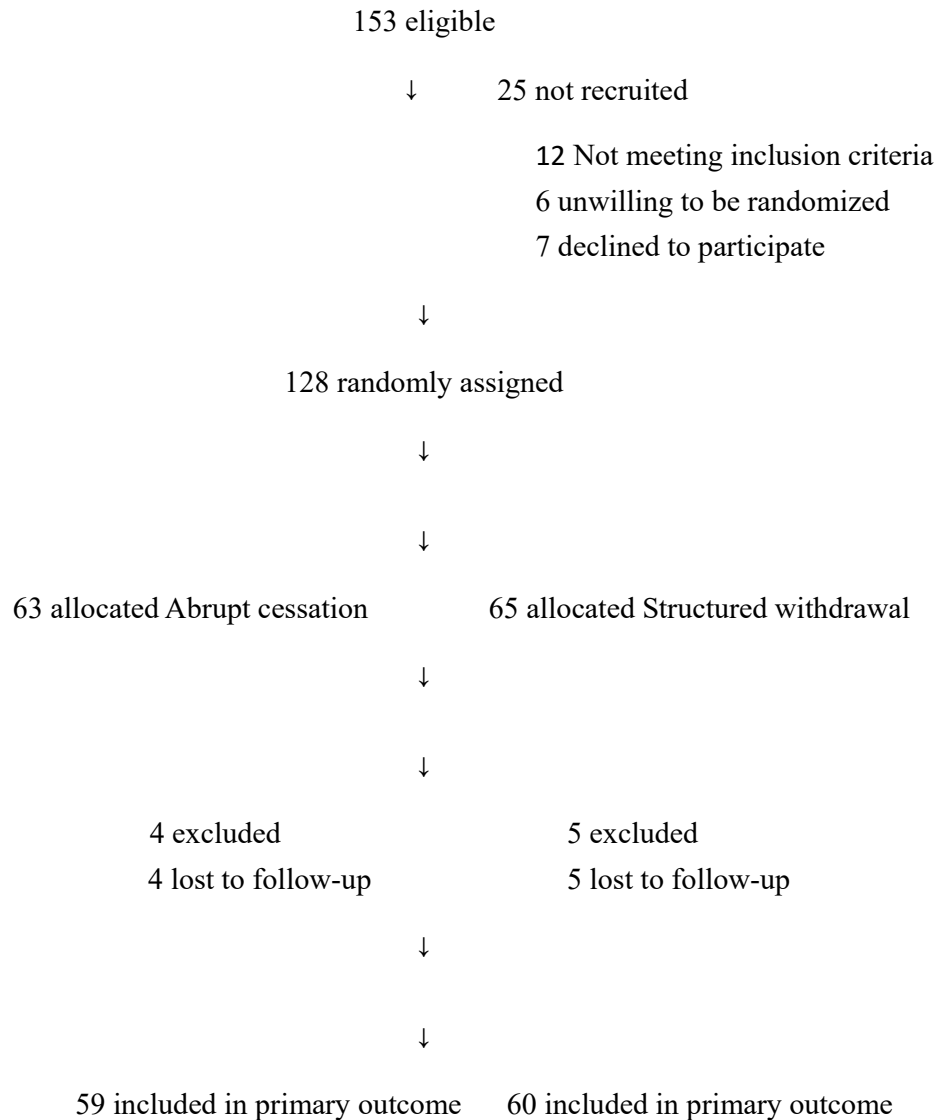 153 eligible
↓ 25 not recruited
12 Not meeting inclusion criteria
6 unwilling to be randomized
7 declined to participate
↓
128 randomly assigned
↓
↓
63 allocated Abrupt cessation 65 allocated Structured withdrawal
↓
↓
4 excluded 5 excluded
4 lost to follow-up 5 lost to follow-up
↓
↓
59 included in primary outcome 60 included in primary outcome